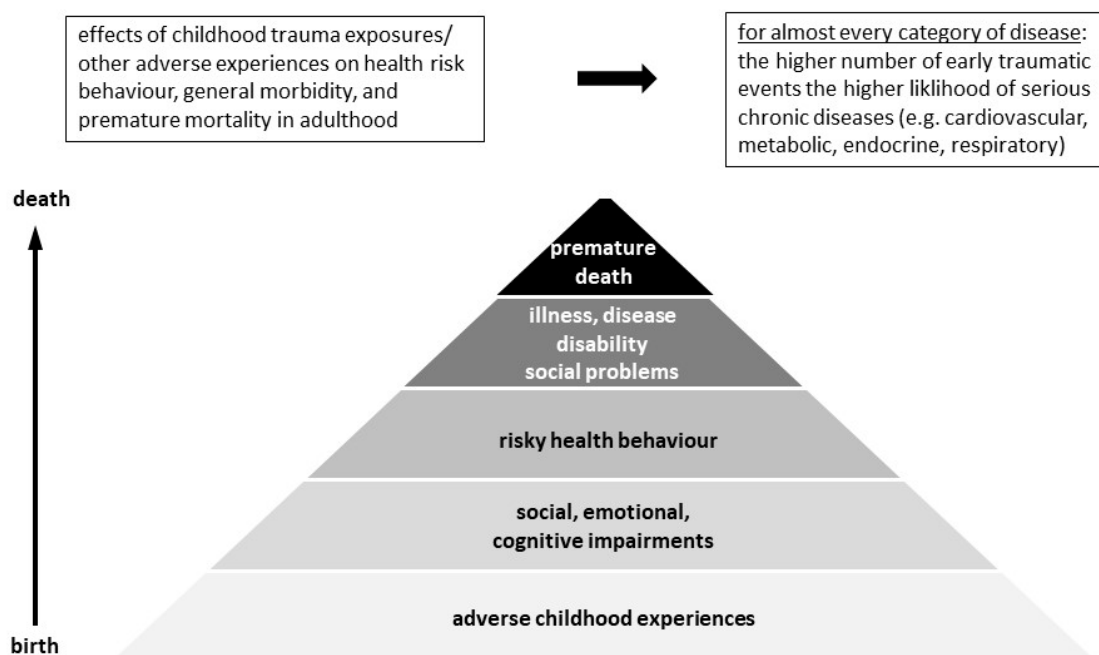 effects of childhood trauma exposures/
other adverse experiences on health risk
behaviour, general morbidity, and
premature mortality in adulthood
for almost every category of disease:
the higher number of early traumatic
events the higher liklihood of serious
chronic diseases (e.g. cardiovascular,
metabolic, endocrine, respiratory)
death
premature
death
illness, disease
disability
social problems
risky health behaviour
social, emotional,
cognitive impairments
adverse childhood experiences
birth